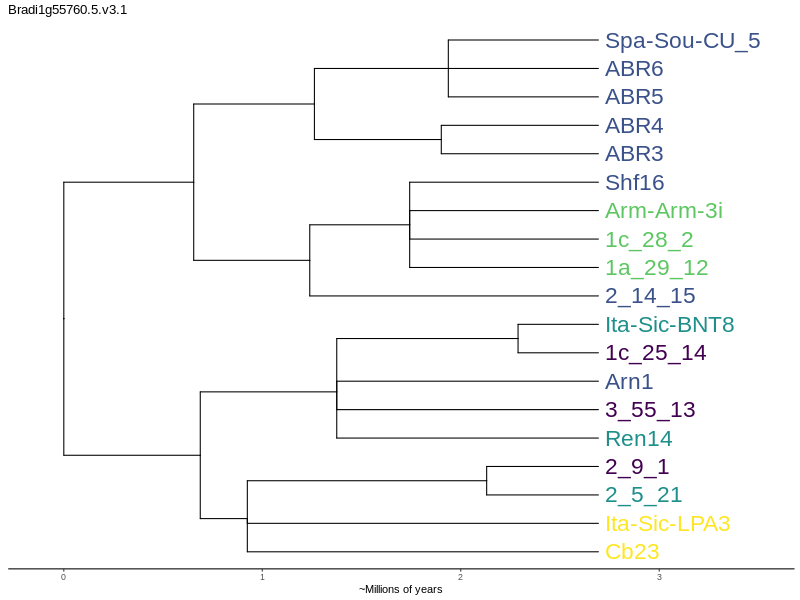 Bradi1g55760.5.v3.1
Spa-Sou-CU_5
ABR6
ABR5
ABR4
ABR3
Shf16
Arm-Arm-3i
1c_28_2
1a_29_12
2_14_15
Ita-Sic-BNT8
1c_25_14
Arn1
3_55_13
Ren14
2_9_1
2_5_21
Ita-Sic-LPA3
Cb23
0 1 2 3
~Millions of years